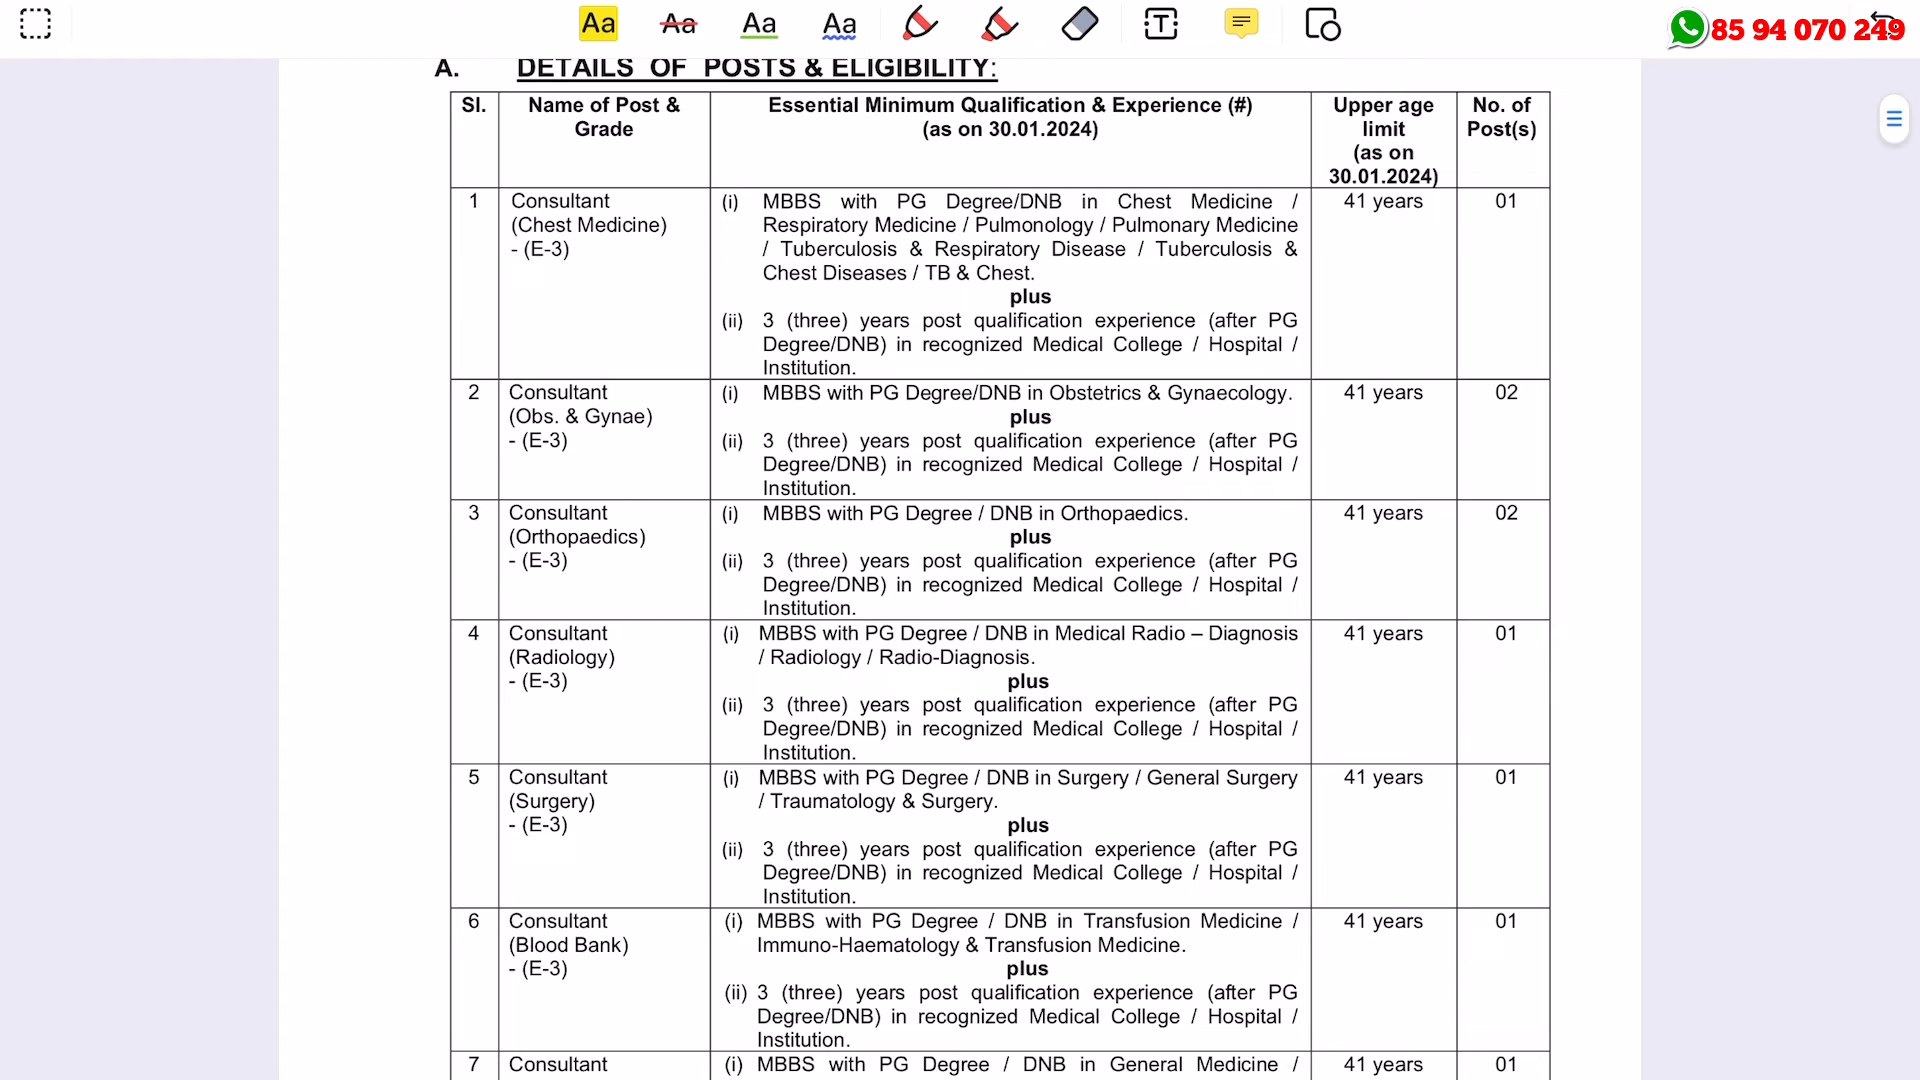 Aa Aa Aa Aa T
85 94 070 249
A. DETAILS OF POSTS & ELIGIBILITY:
Sl. Name of Post & Grade Essential Minimum Qualification & Experience (#) (as on 30.01.2024) Upper age limit (as on 30.01.2024) No. of Post(s)
1 Consultant (Chest Medicine) - (E-3)
(i) MBBS with PG Degree/DNB in Chest Medicine /
Respiratory Medicine / Pulmonology / Pulmonary Medicine
/ Tuberculosis & Respiratory Disease / Tuberculosis &
Chest Diseases / TB & Chest.
plus
(ii) 3 (three) years post qualification experience (after PG
Degree/DNB) in recognized Medical College / Hospital /
Institution.
41 years 01
2 Consultant (Obs. & Gynae) - (E-3)
(i) MBBS with PG Degree/DNB in Obstetrics & Gynaecology.
plus
(ii) 3 (three) years post qualification experience (after PG
Degree/DNB) in recognized Medical College / Hospital /
Institution.
41 years 02
3 Consultant (Orthopaedics) - (E-3)
(i) MBBS with PG Degree / DNB in Orthopaedics.
plus
(ii) 3 (three) years post qualification experience (after PG
Degree/DNB) in recognized Medical College / Hospital /
Institution.
41 years 02
4 Consultant (Radiology) - (E-3)
(i) MBBS with PG Degree / DNB in Medical Radio – Diagnosis
/ Radiology / Radio-Diagnosis.
plus
(ii) 3 (three) years post qualification experience (after PG
Degree/DNB) in recognized Medical College / Hospital /
Institution.
41 years 01
5 Consultant (Surgery) - (E-3)
(i) MBBS with PG Degree / DNB in Surgery / General Surgery
/ Traumatology & Surgery.
plus
(ii) 3 (three) years post qualification experience (after PG
Degree/DNB) in recognized Medical College / Hospital /
Institution.
41 years 01
6 Consultant (Blood Bank) - (E-3)
(i) MBBS with PG Degree / DNB in Transfusion Medicine /
Immuno-Haematology & Transfusion Medicine.
plus
(ii) 3 (three) years post qualification experience (after PG
Degree/DNB) in recognized Medical College / Hospital /
Institution.
41 years 01
7 Consultant
(i) MBBS with PG Degree / DNB in General Medicine /
41 years 01